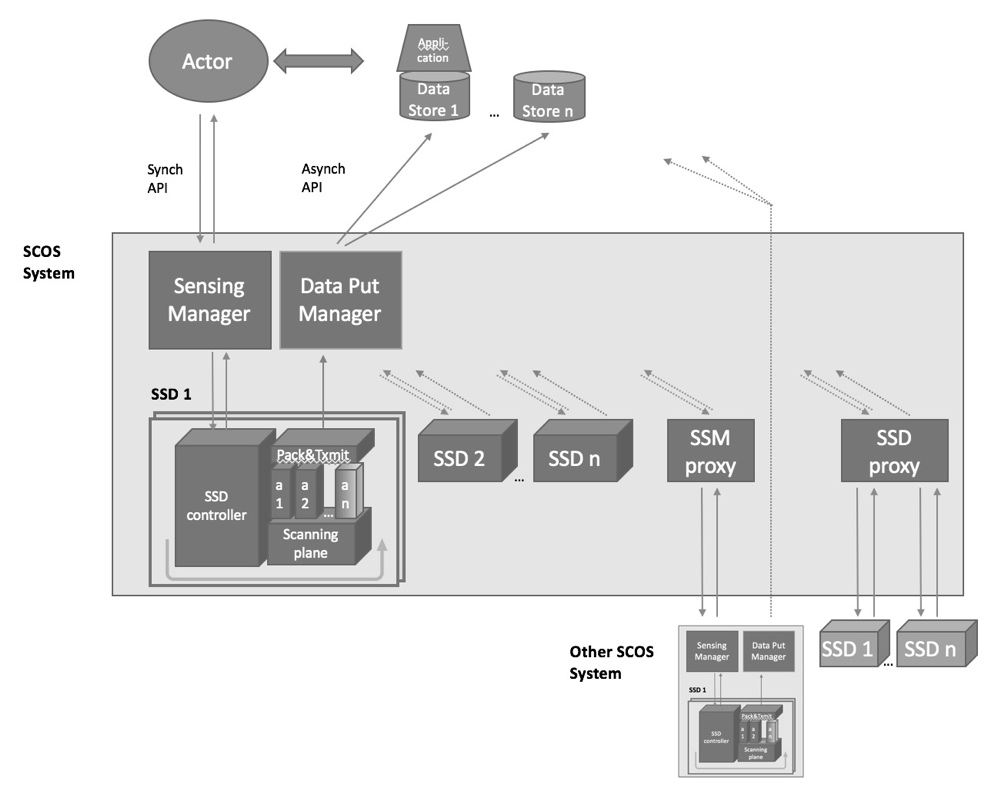 Actor
Appli-
cation
Data
Store 1
...
Data
Store n
Synch
API
Asynch
API
SCOS
System
Sensing
Manager
Data Put
Manager
SSD 1
SSD
controller
Pack&Txmit
a
1
a
2
...
a
n
Scanning
plane
SSD 2
...
SSD n
SSM
proxy
SSD
proxy
Other SCOS
System
Sensing
Manager
Data Put
Manager
SSD 1
SSD
controller
Pack&Txmit
a
1
a
2
...
a
n
Scanning
plane
SSD 1
...
SSD n